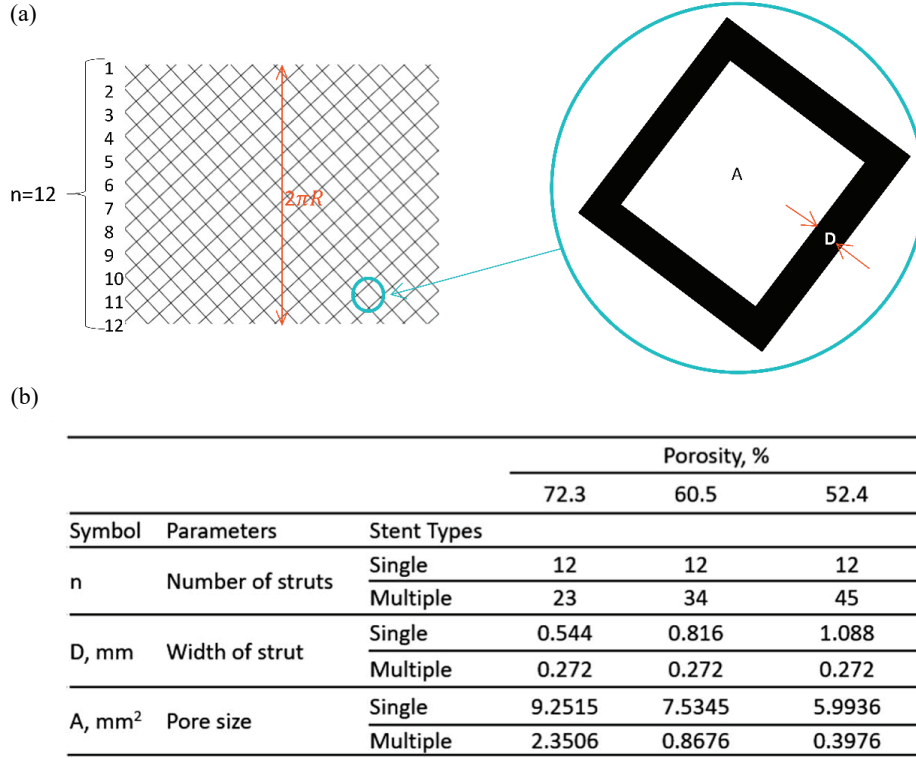 (a)
1
2
3
4
5
6
7
8
9
10
11
12
n=12
2πR
A
D
(b)
Porosity, %
72.3 60.5 52.4
Symbol Parameters Stent Types
n Number of struts Single 12 12 12
Multiple 23 34 45
D, mm Width of strut Single 0.544 0.816 1.088
Multiple 0.272 0.272 0.272
A, mm² Pore size Single 9.2515 7.5345 5.9936
Multiple 2.3506 0.8676 0.3976